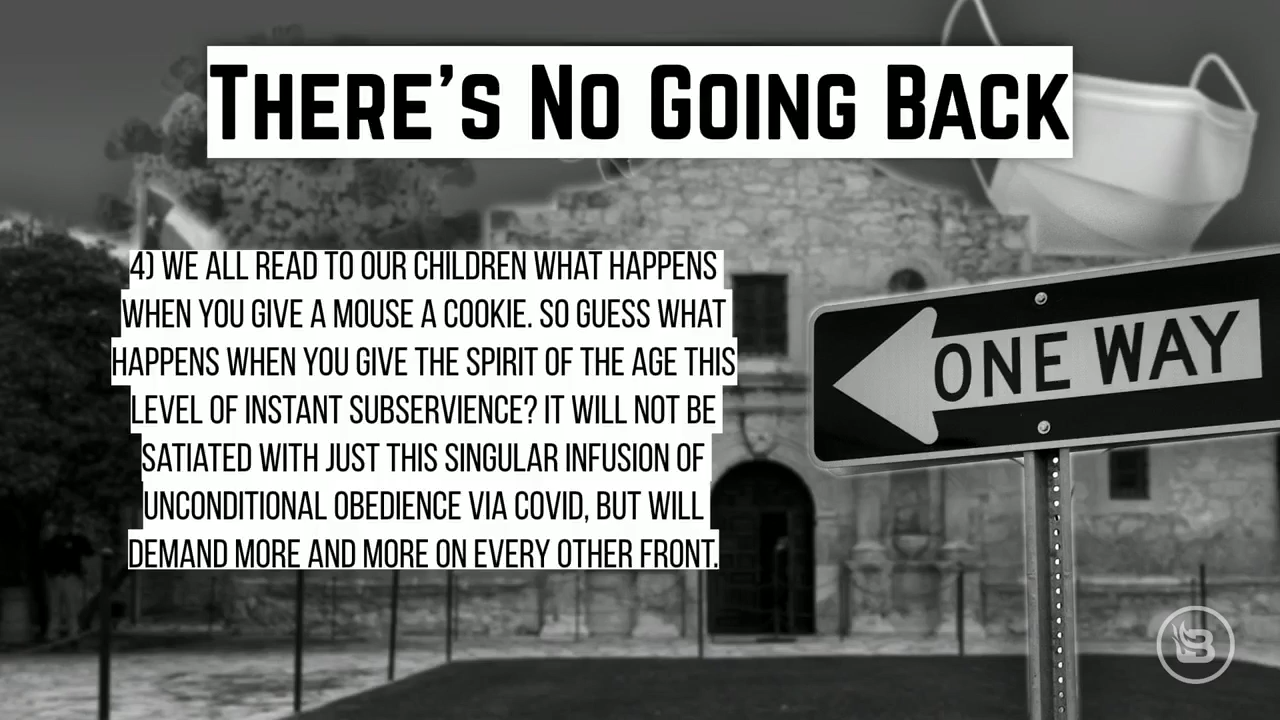 There's No Going Back
4) WE ALL READ TO OUR CHILDREN WHAT HAPPENS
WHEN YOU GIVE A MOUSE A COOKIE. SO GUESS WHAT
HAPPENS WHEN YOU GIVE THE SPIRIT OF THE AGE THIS
LEVEL OF INSTANT SUBSERVIENCE? IT WILL NOT BE
SATIATED WITH JUST THIS SINGULAR INFUSION OF
UNCONDITIONAL OBEDIENCE VIA COVID, BUT WILL
DEMAND MORE AND MORE ON EVERY OTHER FRONT.
ONE WAY
B